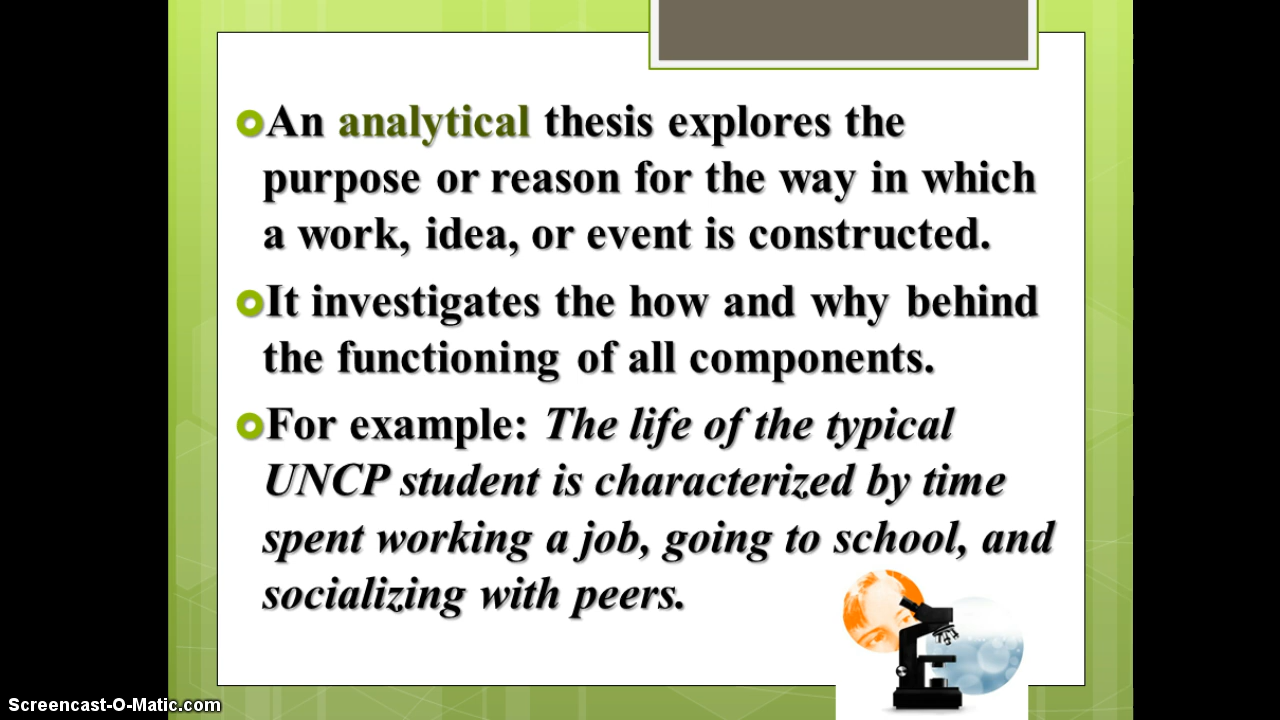 An analytical thesis explores the
purpose or reason for the way in which
a work, idea, or event is constructed.
It investigates the how and why behind
the functioning of all components.
For example: The life of the typical
UNCP student is characterized by time
spent working a job, going to school, and
socializing with peers.
Screencast-O-Matic.com